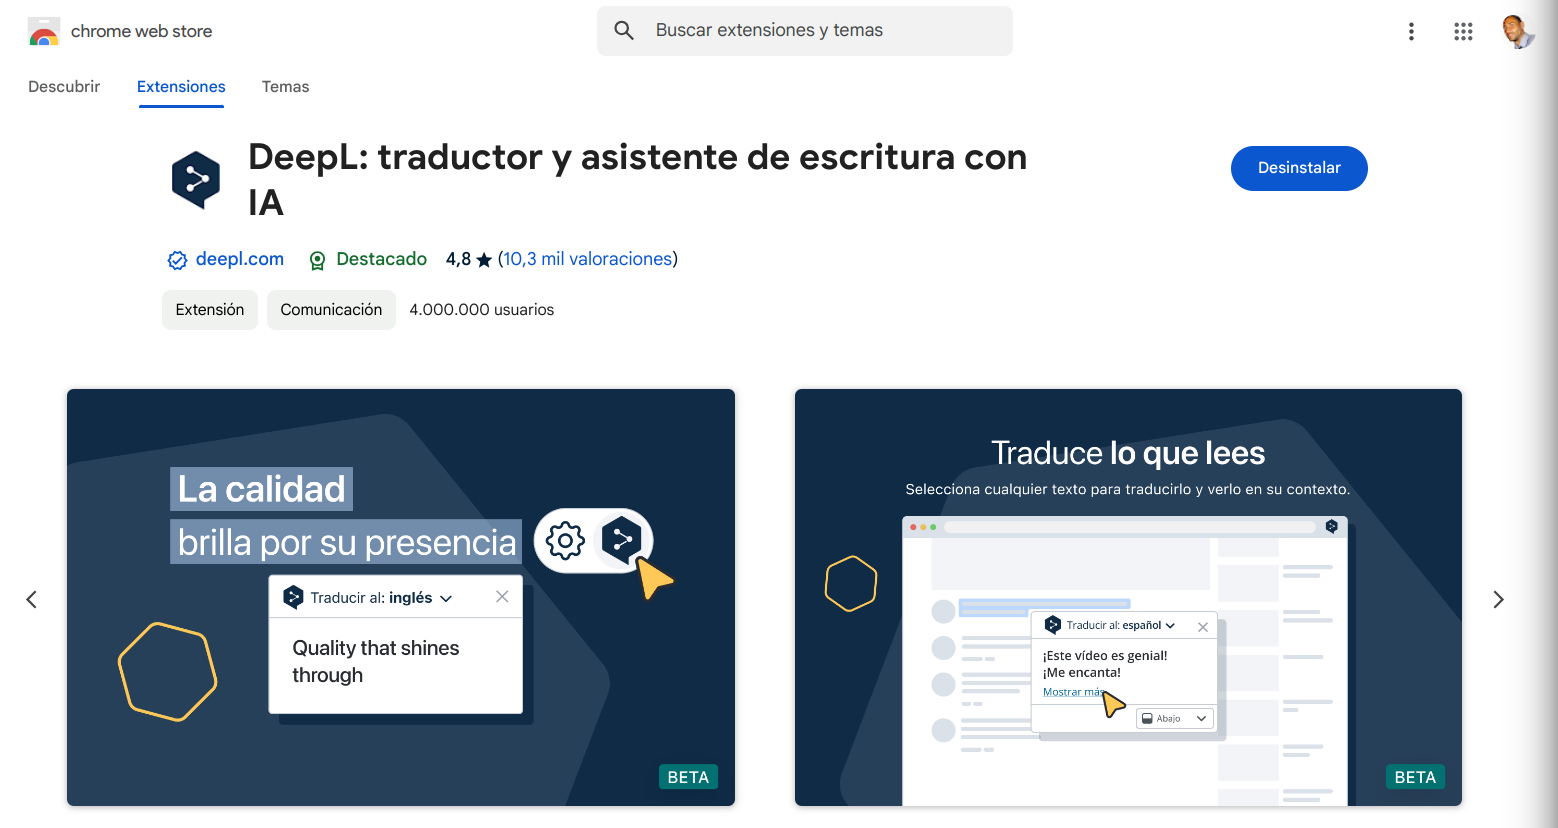 chrome web store
Buscar extensiones y temas
Descubrir
Extensiones
Temas
DeepL: traductor y asistente de escritura con
IA
Desinstalar
deepl.com
Destacado
4,8 ★ (10,3 mil valoraciones)
Extensión
Comunicación
4.000.000 usuarios
La calidad
brilla por su presencia
Traducir al: inglés
Quality that shines
through
BETA
Traduce lo que lees
Selecciona cualquier texto para traducirlo y verlo en su contexto.
Traducir al: español
¡Este vídeo es genial!
¡Me encanta!
Mostrar más
Abajo
BETA